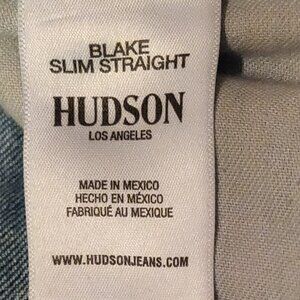 BLAKE
SLIM STRAIGHT
HUDSON
LOS ANGELES
MADE IN MEXICO
HECHO EN MÉXICO
FABRIQUÉ AU MEXIQUE
WWW.HUDSONJEANS.COM